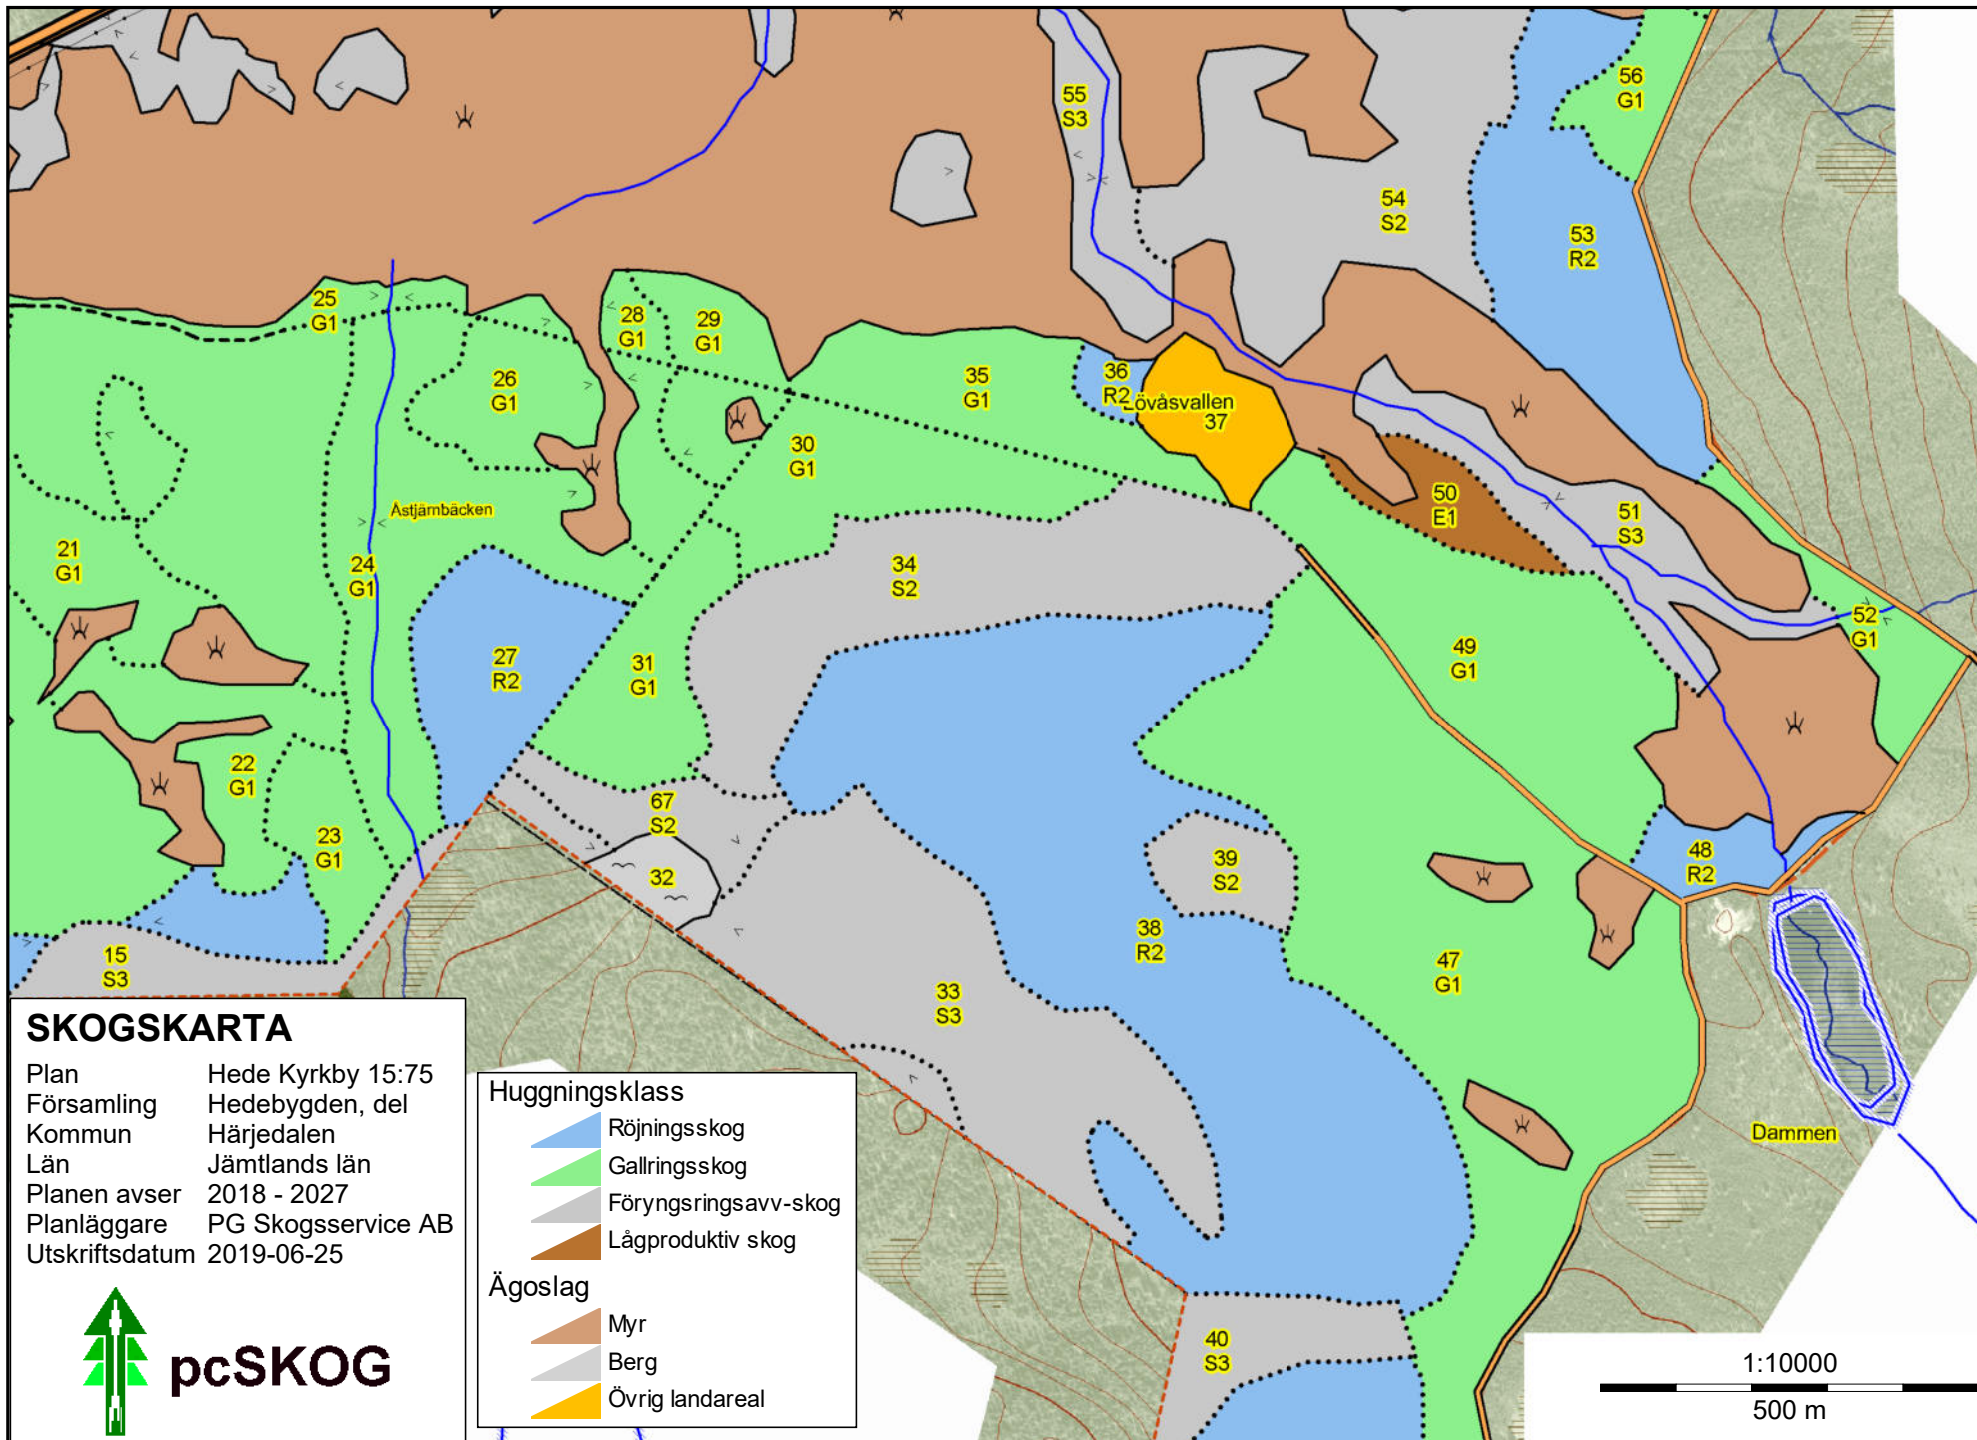 55
S3
56
G1
54
S2
53
R2
25
G1
28
G1
29
G1
26
G1
35
G1
36
R2
Lövåsvallen
37
30
G1
50
E1
51
S3
Åstjärnbäcken
21
G1
24
G1
34
S2
52
G1
27
R2
31
G1
49
G1
22
G1
23
G1
67
S2
32
39
S2
48
R2
38
R2
15
S3
33
S3
47
G1
Dammen
40
S3
SKOGSKARTA
Plan Hede Kyrkby 15:75
Församling Hedebygden, del
Kommun Härjedalen
Län Jämtlands län
Planen avser 2018 - 2027
Planläggare PG Skogsservice AB
Utskriftsdatum 2019-06-25
pcSKOG
Huggningsklass
Röjningsskog
Gallringsskog
Föryngsringsavv-skog
Lågproduktiv skog
Ägoslag
Myr
Berg
Övrig landareal
1:10000
500 m